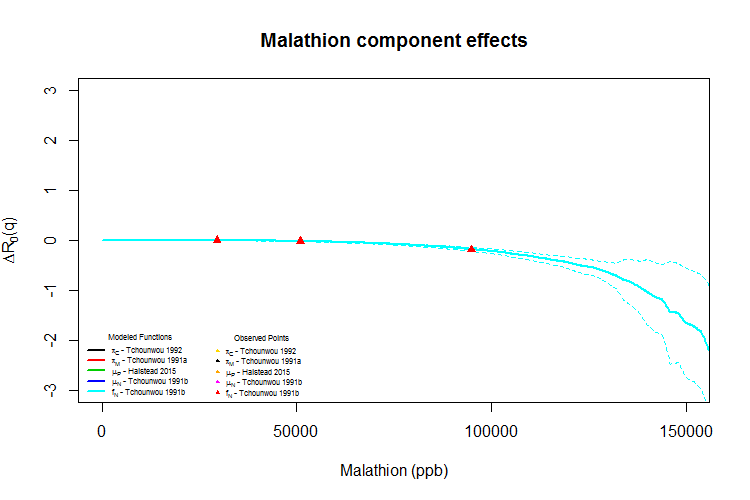 Malathion component effects
3
2
1
0
-1
-2
-3
ΔR0(q)
Modeled Functions
πC - Tchounwou 1992
πM - Tchounwou 1991a
μP - Halstead 2015
μN - Tchounwou 1991b
fN - Tchounwou 1991b
Observed Points
πC - Tchounwou 1992
πM - Tchounwou 1991a
μP - Halstead 2015
μN - Tchounwou 1991b
fN - Tchounwou 1991b
0
50000
100000
150000
Malathion (ppb)